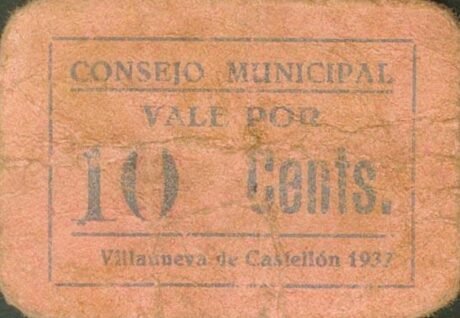 CONSEJO MUNICIPAL
VALE POR
10 Cents.
Villanueva de Castellón 1937